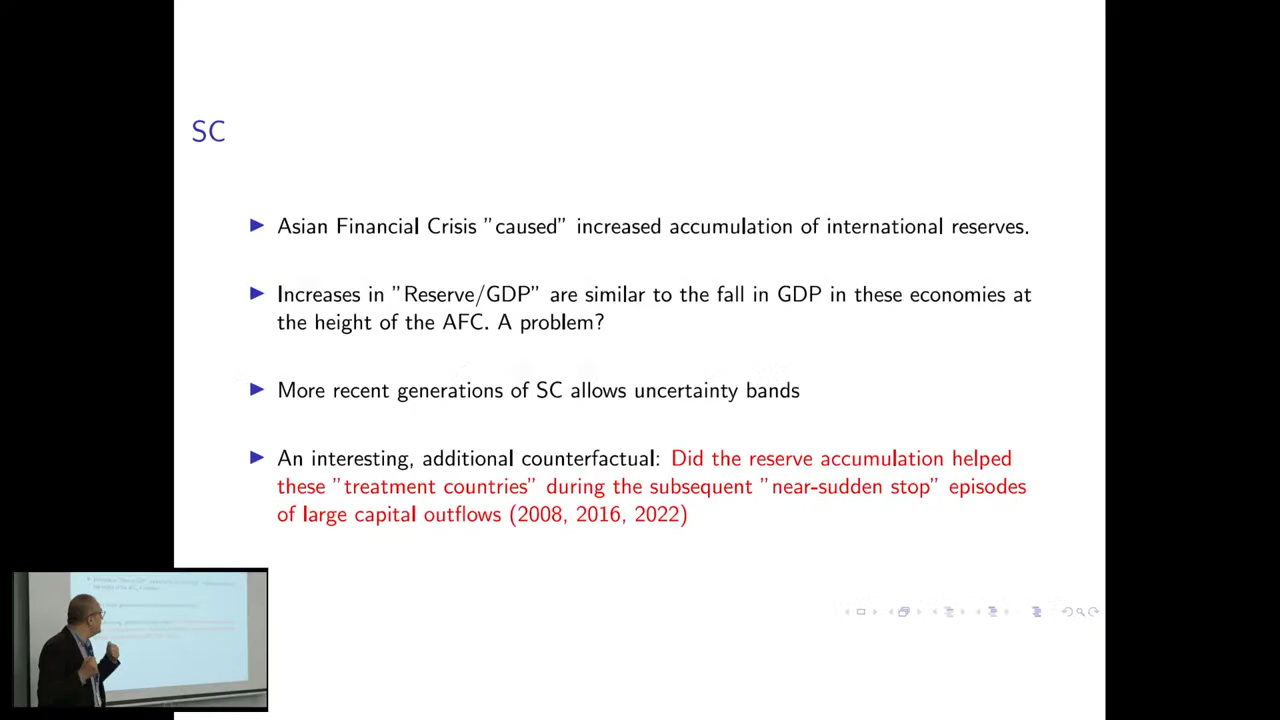 SC
Asian Financial Crisis ”caused” increased accumulation of international reserves.
Increases in ”Reserve/GDP” are similar to the fall in GDP in these economies at
the height of the AFC. A problem?
More recent generations of SC allows uncertainty bands
An interesting, additional counterfactual: Did the reserve accumulation helped
these ”treatment countries” during the subsequent ”near-sudden stop” episodes
of large capital outflows (2008, 2016, 2022)